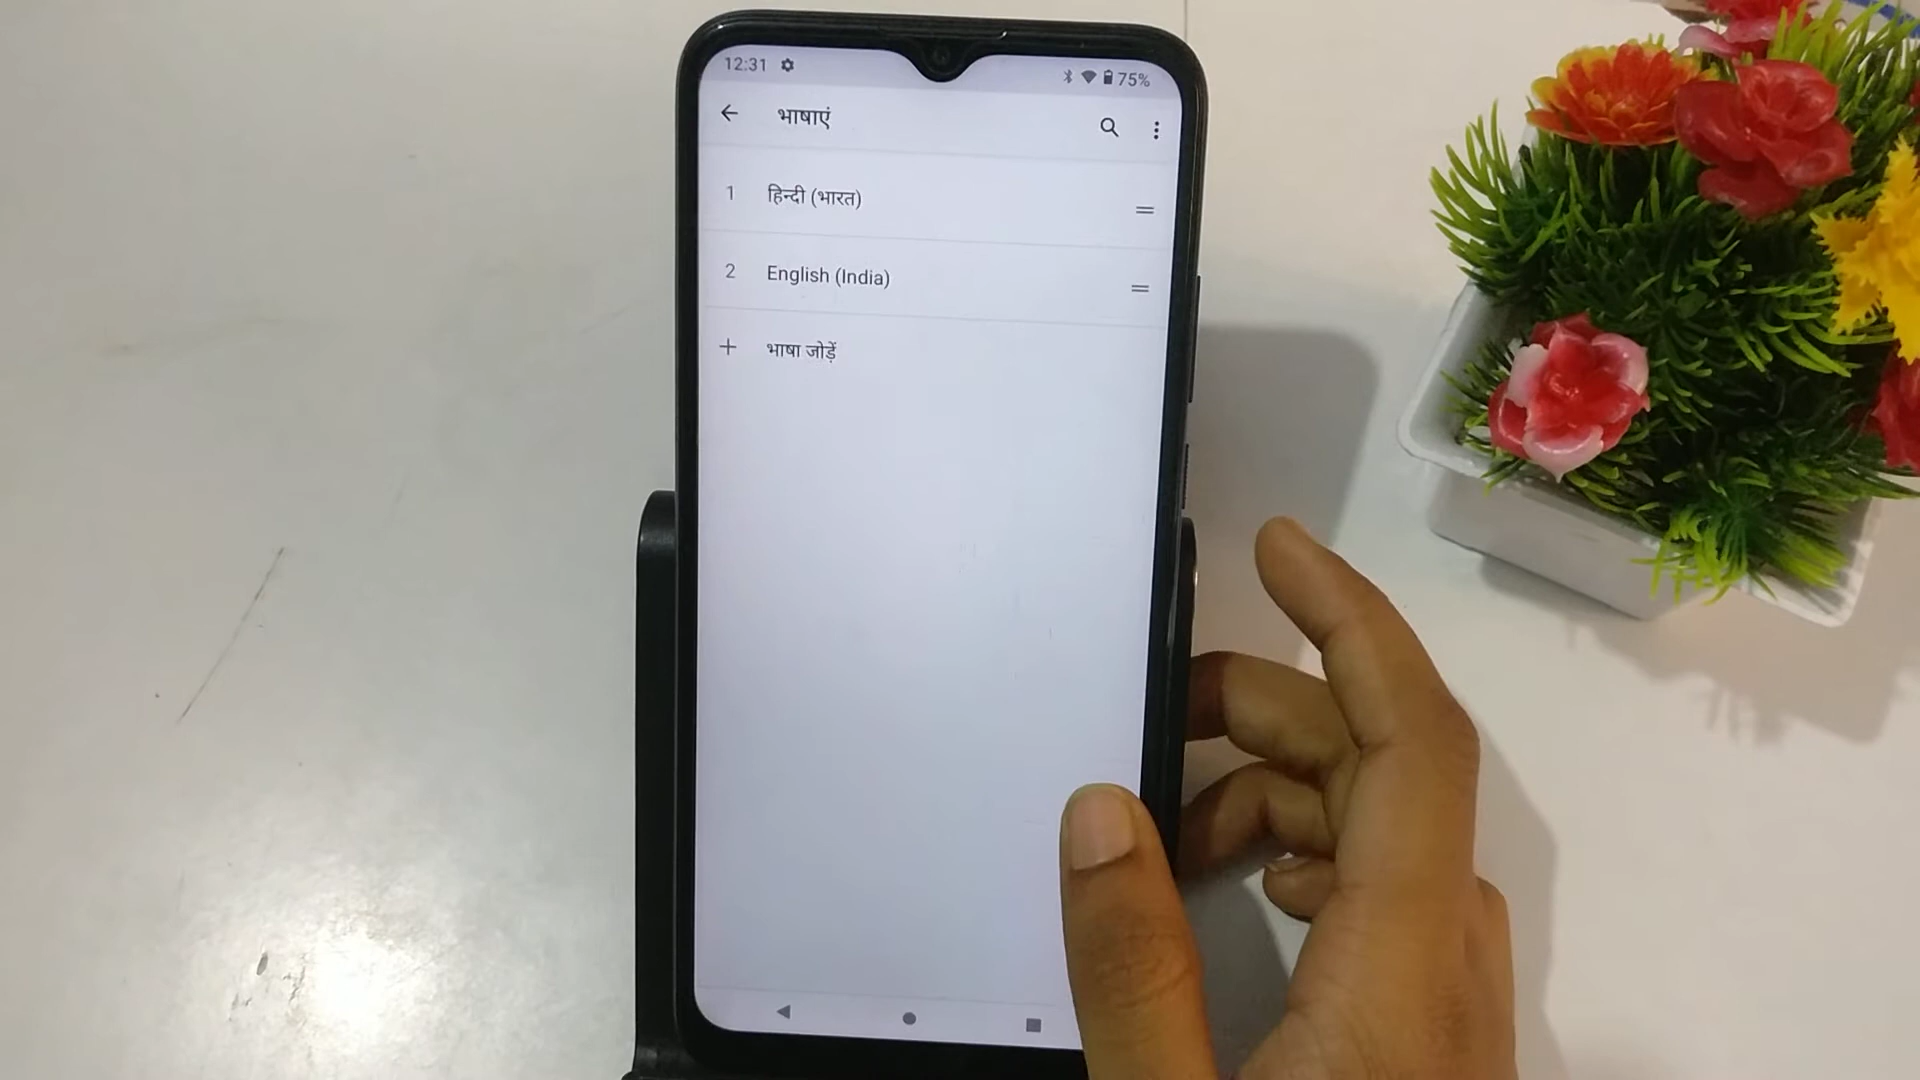 12:31 75%
भाषाएं
1 हिन्दी (भारत)
2 English (India)
+ भाषा जोड़ें